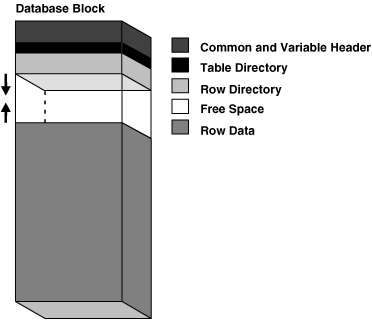 Database Block
Common and Variable Header
Table Directory
Row Directory
Free Space
Row Data